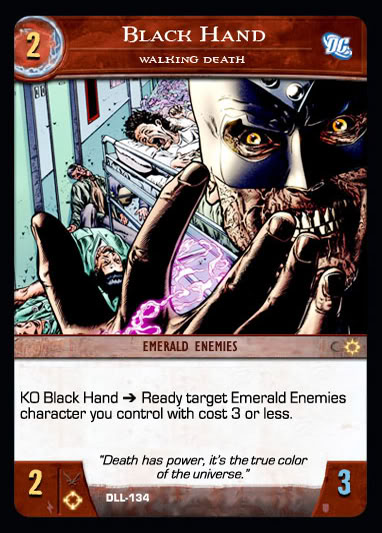 2
BLACK HAND
WALKING DEATH
DC
EMERALD ENEMIES
KO Black Hand ➔ Ready target Emerald Enemies
character you control with cost 3 or less.
"Death has power, it's the true color
of the universe."
2
DLL-134
3